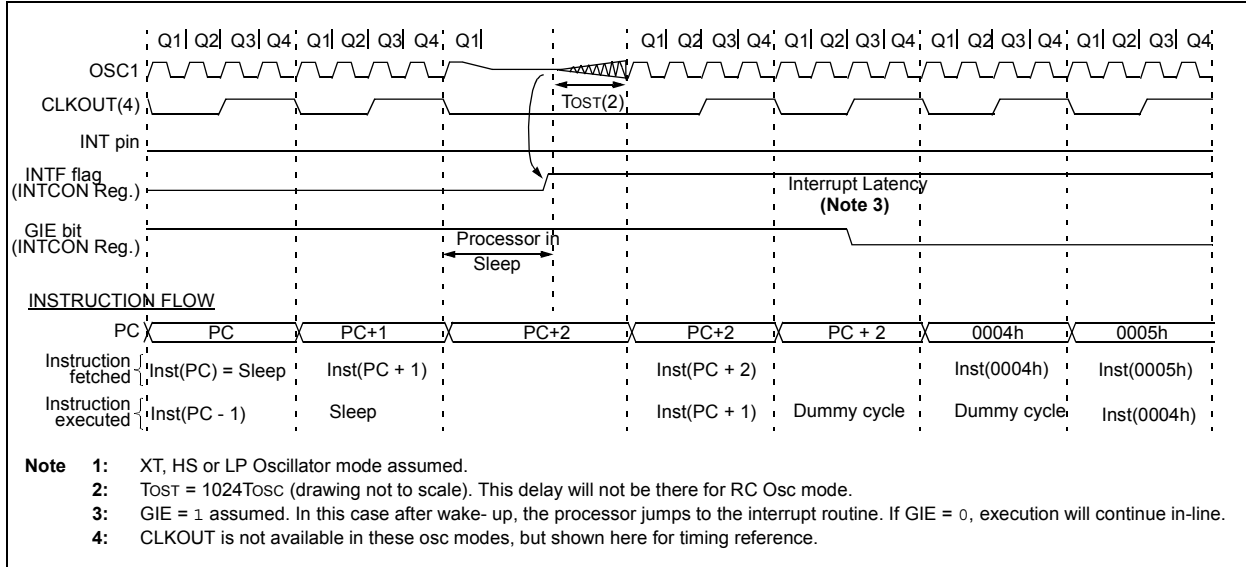 Q1 Q2 Q3 Q4 Q1 Q2 Q3 Q4 Q1 Q1 Q2 Q3 Q4 Q1 Q2 Q3 Q4 Q1 Q2 Q3 Q4 Q1 Q2 Q3 Q4
OSC1
CLKOUT(4)
TOST(2)
INT pin
INTF flag
(INTCON Reg.)
Interrupt Latency
(Note 3)
GIE bit
(INTCON Reg.)
Processor in
Sleep
INSTRUCTION FLOW
PC PC PC+1 PC+2 PC+2 PC + 2 0004h 0005h
Instruction
fetched
Inst(PC) = Sleep Inst(PC + 1) Inst(PC + 2) Inst(0004h) Inst(0005h)
Instruction
executed
Inst(PC - 1) Sleep Inst(PC + 1) Dummy cycle Dummy cycle Inst(0004h)
Note 1: XT, HS or LP Oscillator mode assumed.
2: TOST = 1024TOSC (drawing not to scale). This delay will not be there for RC Osc mode.
3: GIE = 1 assumed. In this case after wake- up, the processor jumps to the interrupt routine. If GIE = 0, execution will continue in-line.
4: CLKOUT is not available in these osc modes, but shown here for timing reference.